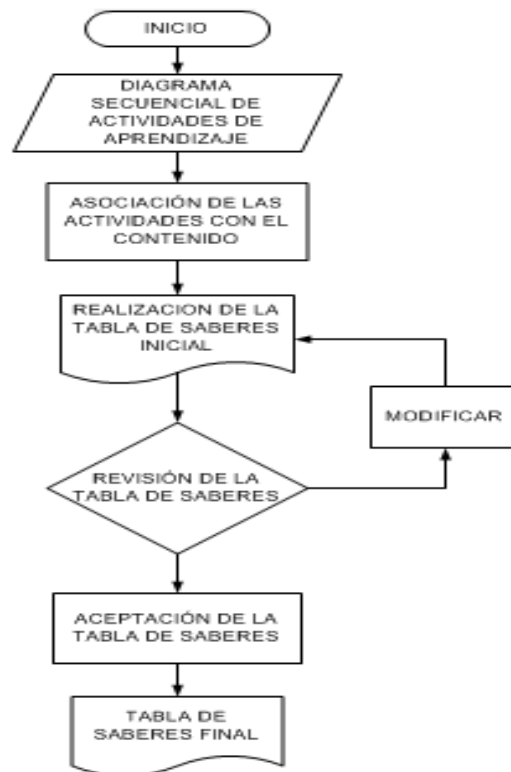 INICIO
DIAGRAMA
SECUENCIAL DE
ACTIVIDADES DE
APRENDIZAJE
ASOCIACIÓN DE LAS
ACTIVIDADES CON EL
CONTENIDO
REALIZACION DE LA
TABLA DE SABERES
INICIAL
MODIFICAR
REVISIÓN DE LA
TABLA DE SABERES
ACEPTACIÓN DE LA
TABLA DE SABERES
TABLA DE
SABERES FINAL